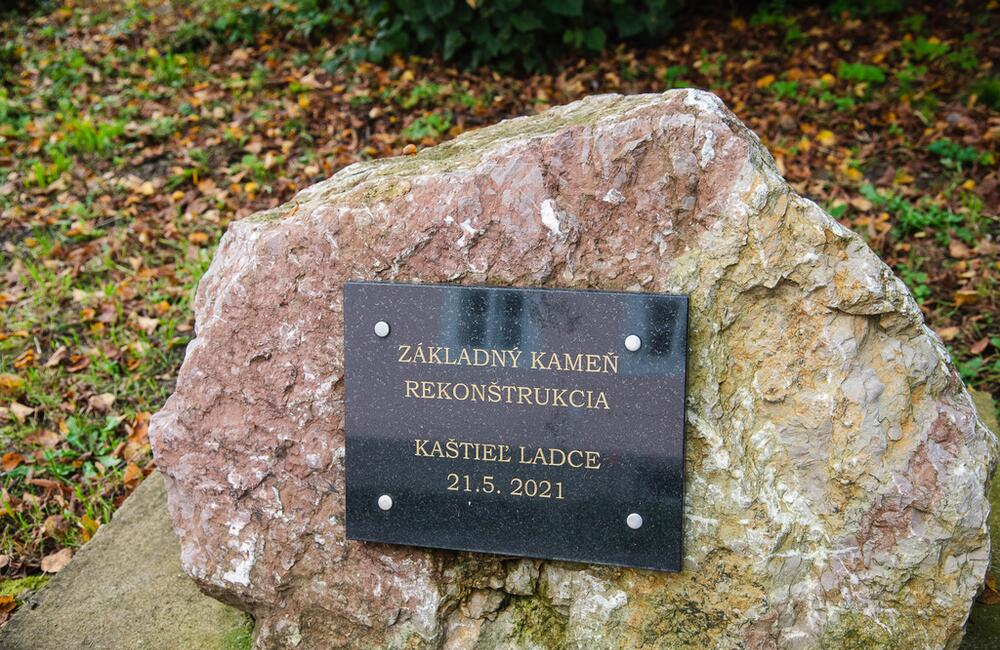 ZÁKLADNÝ KAMEŇ
REKONŠTRUKCIA
KAŠTIEĽ LADCE
21.5. 2021